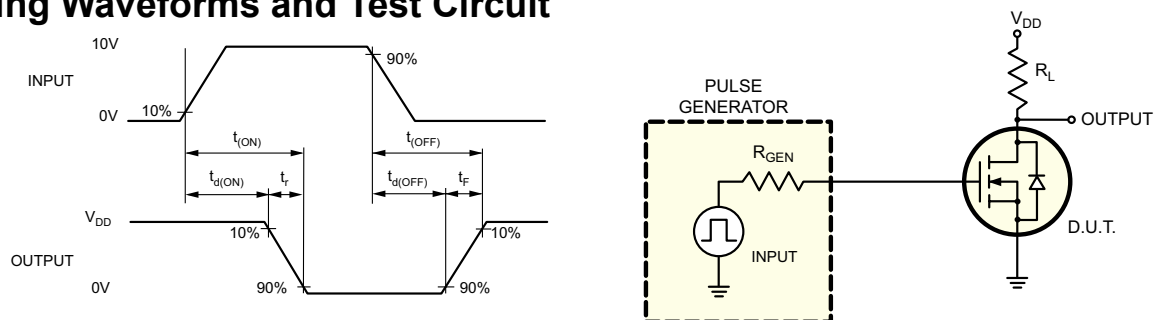 ing Waveforms and Test Circuit
10V
INPUT
0V
10%
90%
t(ON)
t(OFF)
td(ON)
tr
td(OFF)
tF
VDD
OUTPUT
0V
10%
90%
10%
90%
PULSE
GENERATOR
RGEN
INPUT
VDD
RL
OUTPUT
D.U.T.